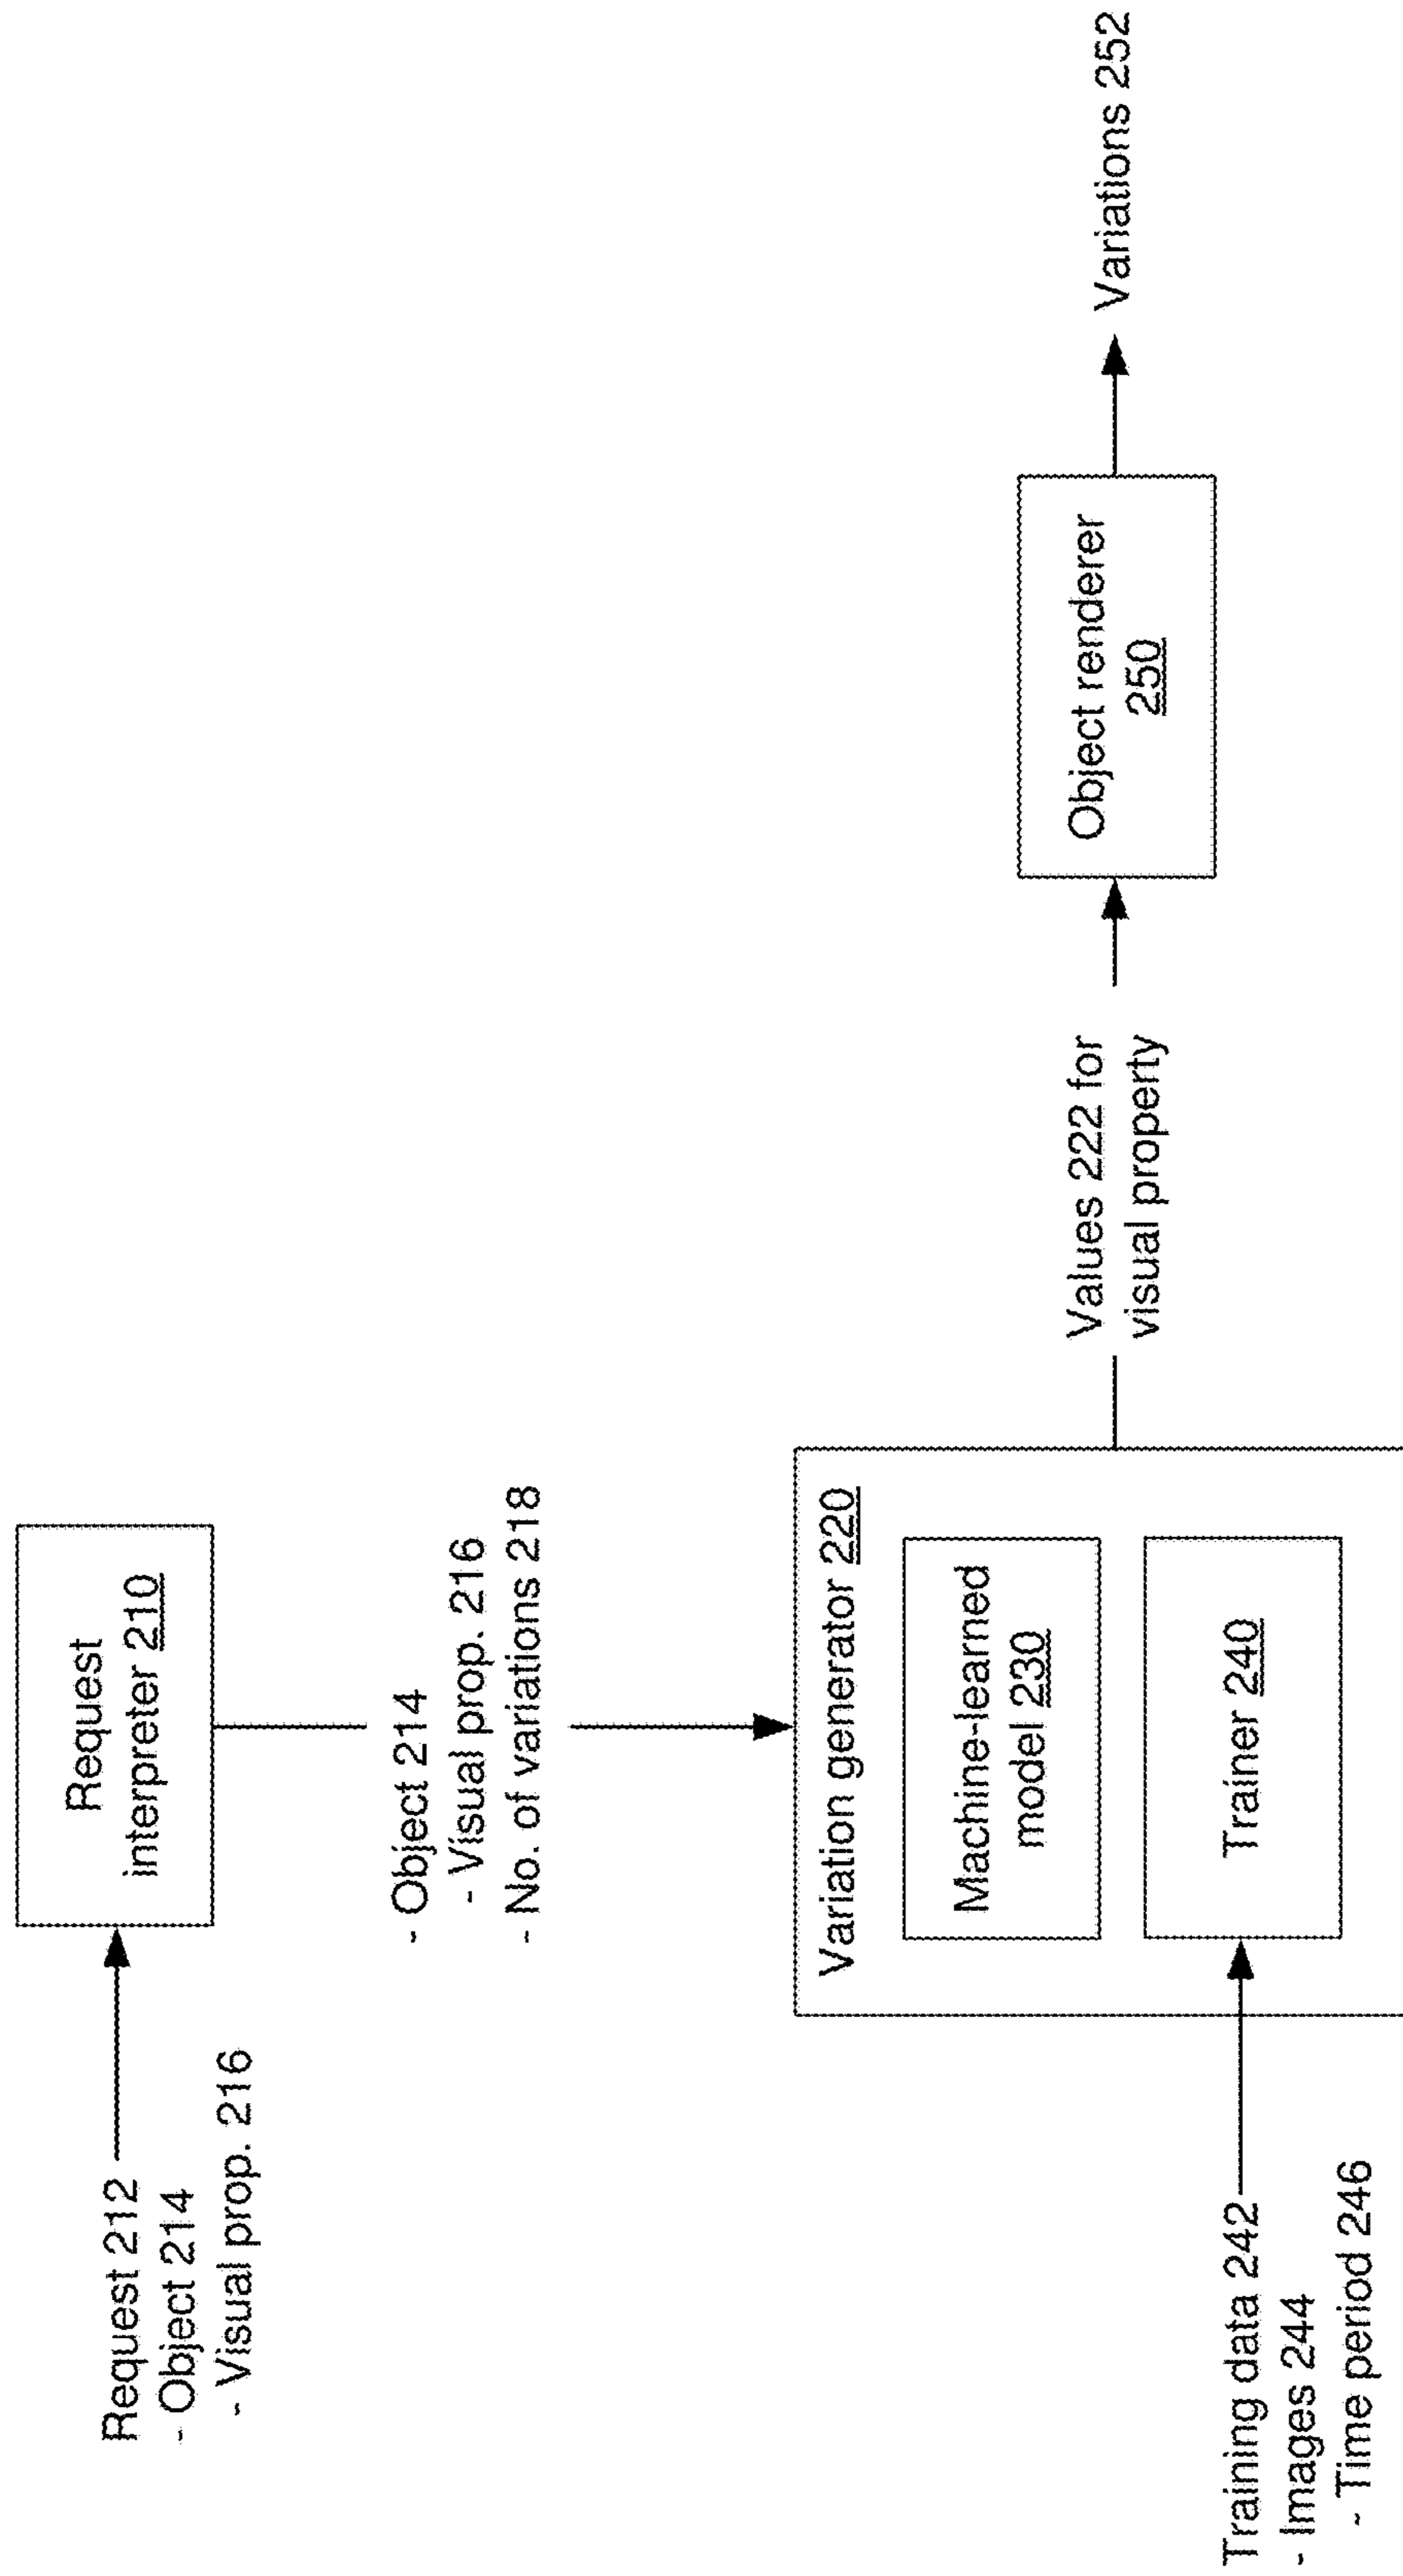 Request 212
- Object 214
- Visual prop. 216
Request
interpreter 210
- Object 214
- Visual prop. 216
- No. of variations 218
Variation generator 220
Machine-learned
model 230
Trainer 240
Training data 242
- Images 244
- Time period 246
Values 222 for
visual property
Object renderer
250
Variations 252